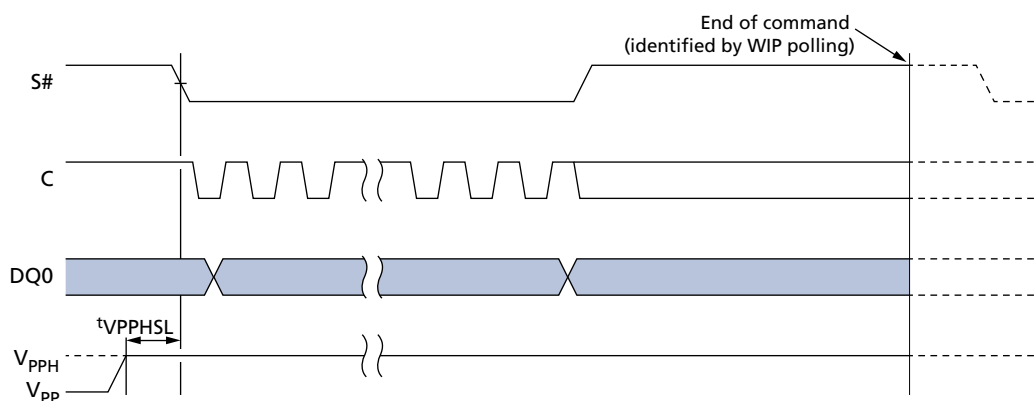 End of command
(identified by WIP polling)
S#
C
DQ0
tVPPHSL
VPPH
VPP